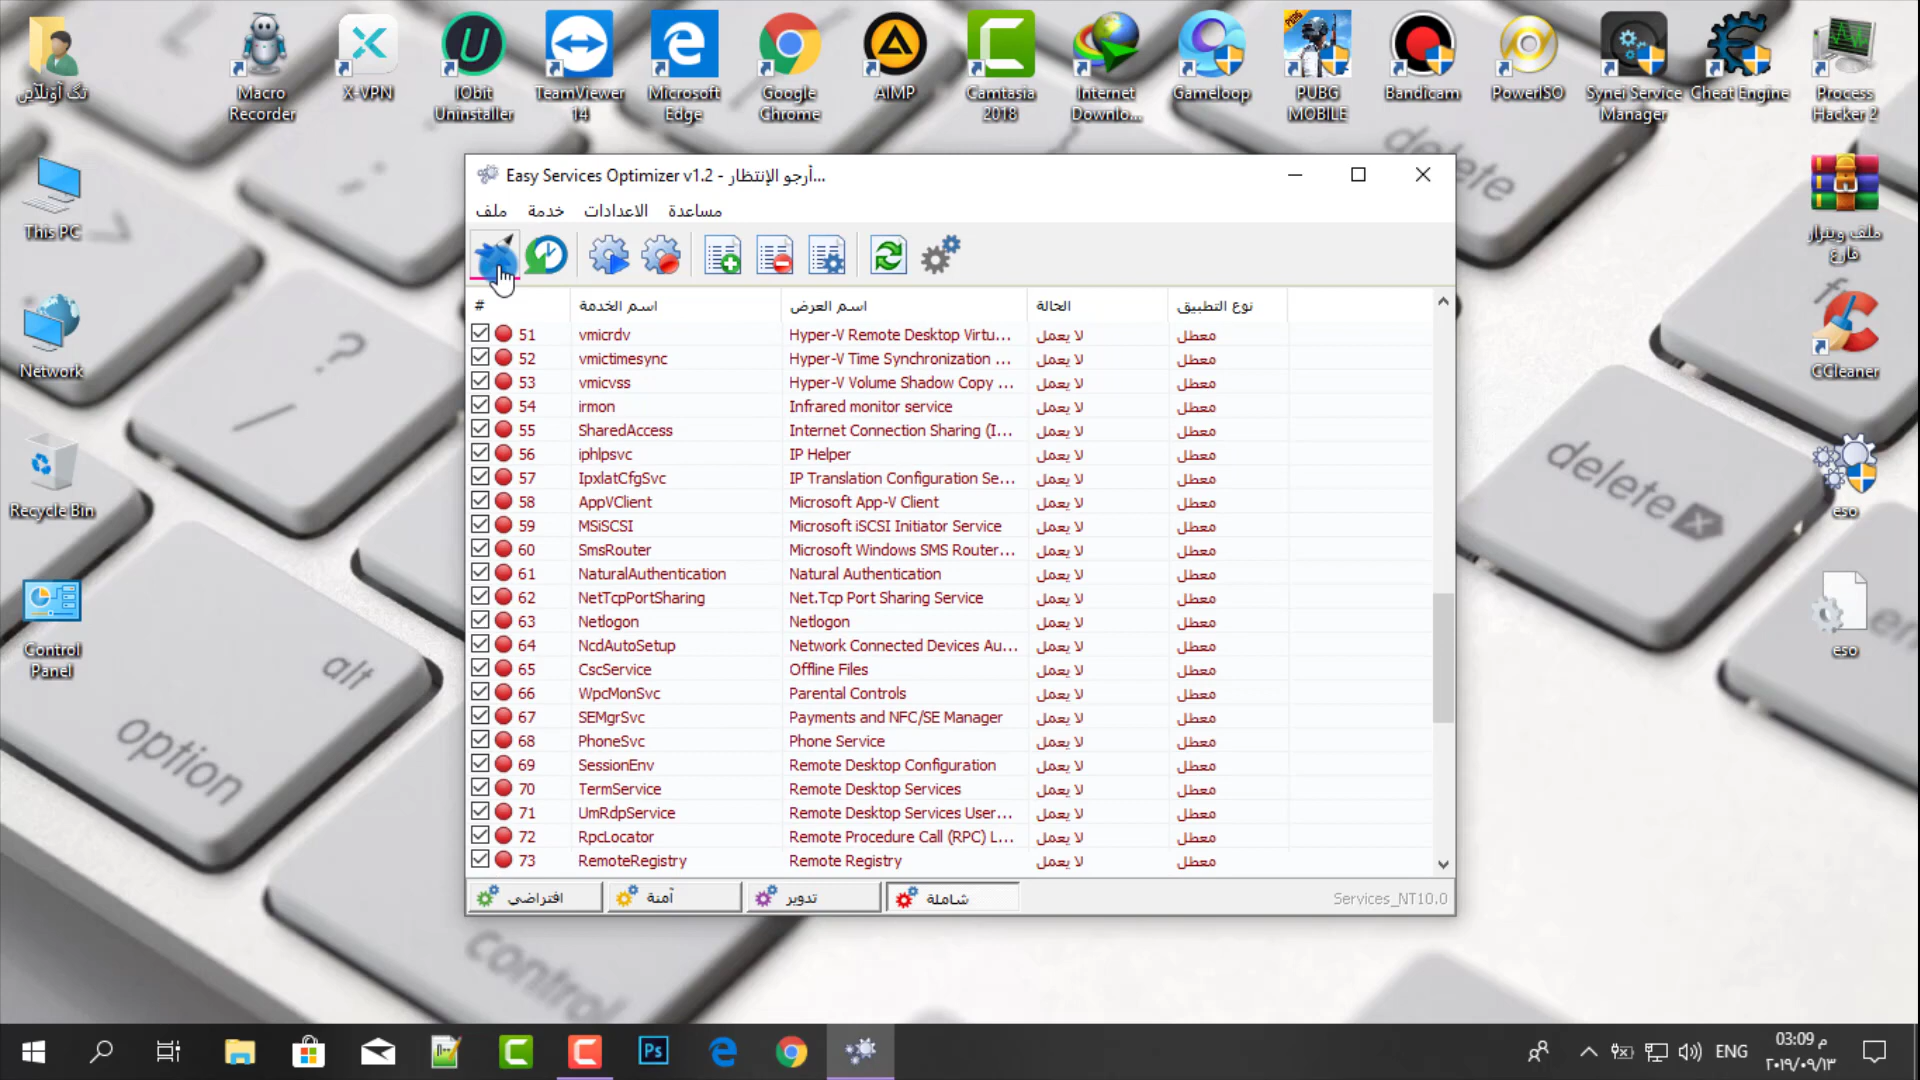 تگ آؤنلآين
Macro
Recorder
X-VPN
IObit
Uninstaller
TeamViewer
14
Microsoft
Edge
Google
Chrome
AIMP
Camtasia
2018
Internet
Downlo...
Gameloop
PUBG
MOBILE
Bandicam
PowerISO
Synei Service
Manager
Cheat Engine
Process
Hacker 2
This PC
Network
Recycle Bin
Control
Panel
ملف وينرار
فارغ
CCleaner
eso
eso
Easy Services Optimizer v1.2 - أرجو الإنتظار...
ملف خدمة الاعدادات مساعدة
# اسم الخدمة اسم العرض الحالة نوع التطبيق
51 vmicrdv Hyper-V Remote Desktop Virtu... لا يعمل معطل
52 vmictimesync Hyper-V Time Synchronization ... لا يعمل معطل
53 vmicvss Hyper-V Volume Shadow Copy ... لا يعمل معطل
54 irmon Infrared monitor service لا يعمل معطل
55 SharedAccess Internet Connection Sharing (I... لا يعمل معطل
56 iphlpsvc IP Helper لا يعمل معطل
57 IpxlatCfgSvc IP Translation Configuration Se... لا يعمل معطل
58 AppVClient Microsoft App-V Client لا يعمل معطل
59 MSiSCSI Microsoft iSCSI Initiator Service لا يعمل معطل
60 SmsRouter Microsoft Windows SMS Router... لا يعمل معطل
61 NaturalAuthentication Natural Authentication لا يعمل معطل
62 NetTcpPortSharing Net.Tcp Port Sharing Service لا يعمل معطل
63 Netlogon Netlogon لا يعمل معطل
64 NcdAutoSetup Network Connected Devices Au... لا يعمل معطل
65 CscService Offline Files لا يعمل معطل
66 WpcMonSvc Parental Controls لا يعمل معطل
67 SEMgrSvc Payments and NFC/SE Manager لا يعمل معطل
68 PhoneSvc Phone Service لا يعمل معطل
69 SessionEnv Remote Desktop Configuration لا يعمل معطل
70 TermService Remote Desktop Services لا يعمل معطل
71 UmRdpService Remote Desktop Services User... لا يعمل معطل
72 RpcLocator Remote Procedure Call (RPC) L... لا يعمل معطل
73 RemoteRegistry Remote Registry لا يعمل معطل
افتراضي آمنة تدوير شاملة Services_NT10.0
delete
delete
?
/
alt
option
control
Ps
ENG
03:09 م
٢٠١٩/٠٩/١٣